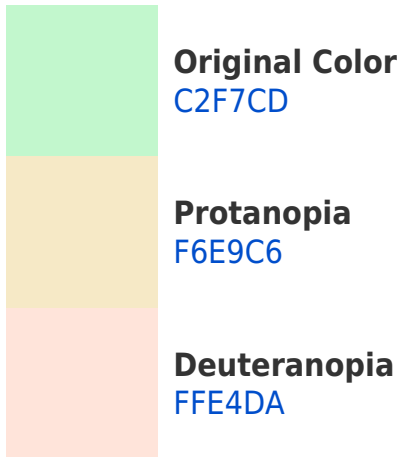 Original Color
C2F7CD
Protanopia
F6E9C6
Deuteranopia
FFE4DA